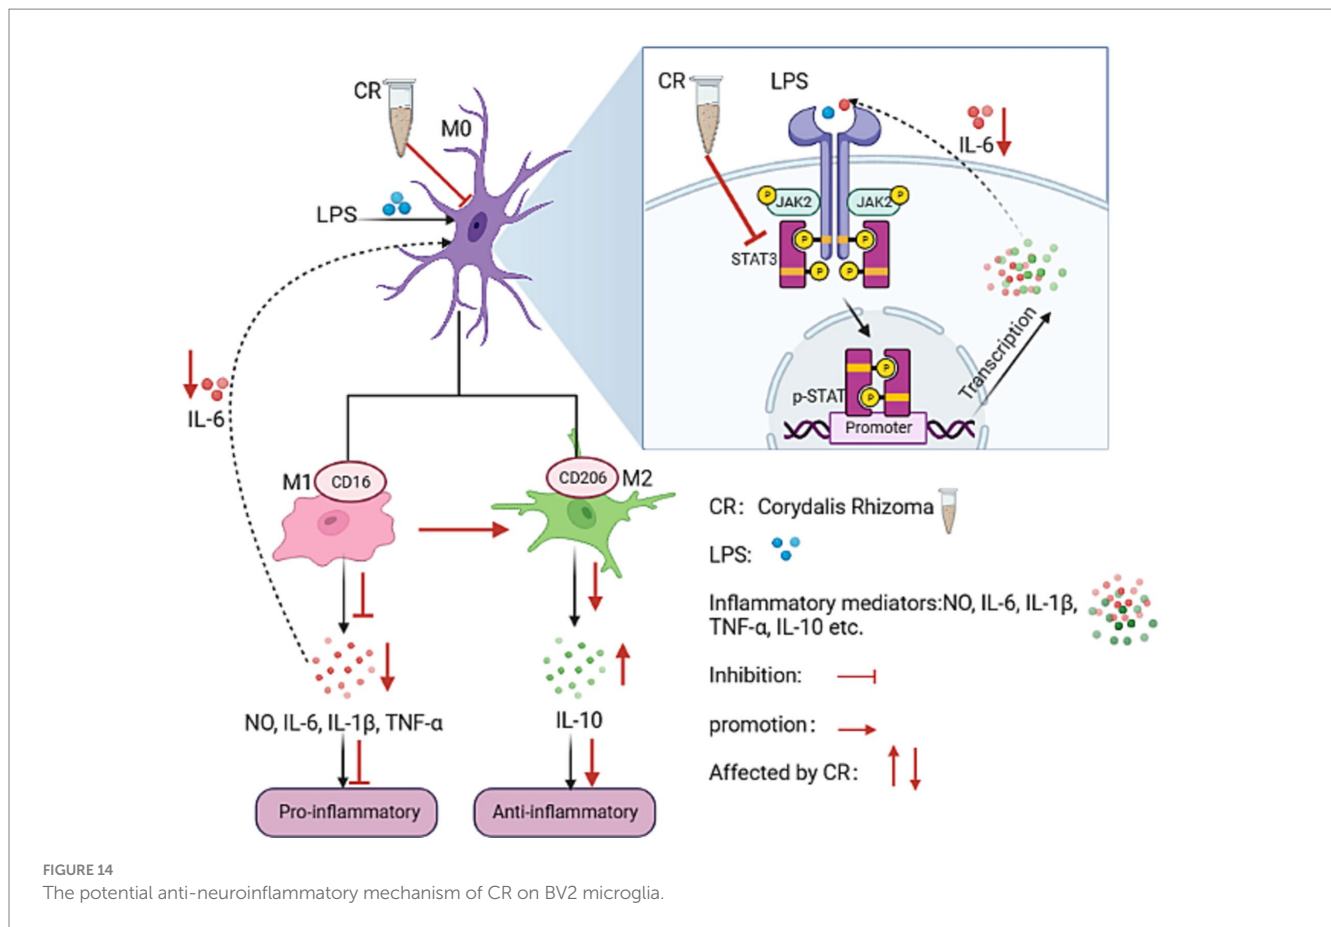 CR
M0
LPS
IL-6
M1
CD16
CD206
M2
NO, IL-6, IL-1β, TNF-α
IL-10
Pro-inflammatory
Anti-inflammatory
CR
LPS
IL-6
P
JAK2
JAK2
P
STAT3
P
P
P
P
Transcription
p-STAT
P
P
Promoter
CR: Corydalis Rhizoma
LPS:
Inflammatory mediators:NO, IL-6, IL-1β,
TNF-α, IL-10 etc.
Inhibition:
promotion:
Affected by CR:
FIGURE 14
The potential anti-neuroinflammatory mechanism of CR on BV2 microglia.